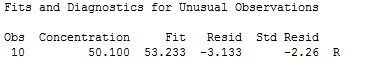 Fits and Diagnostics for Unusual Observations
Obs Concentration Fit Resid Std Resid
10 50.100 53.233 -3.133 -2.26 R